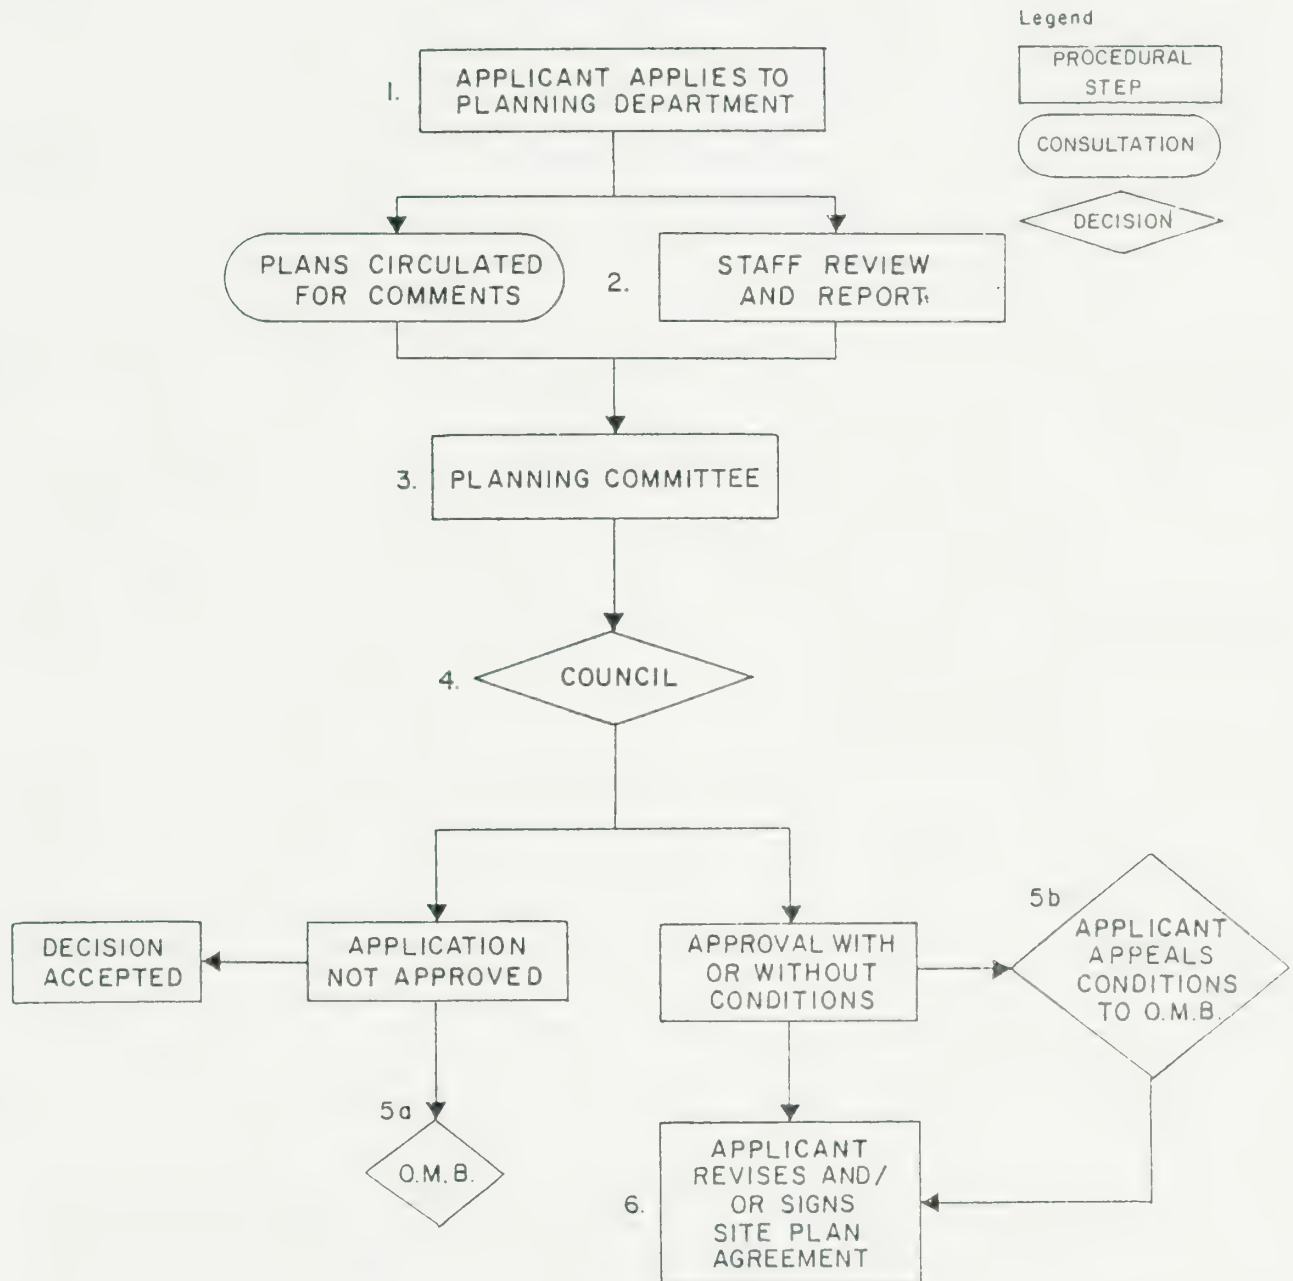 Legend
PROCEDURAL
STEP
CONSULTATION
DECISION
1.
APPLICANT APPLIES TO
PLANNING DEPARTMENT
PLANS CIRCULATED
FOR COMMENTS
2.
STAFF REVIEW
AND REPORT
3.
PLANNING COMMITTEE
4.
COUNCIL
DECISION
ACCEPTED
APPLICATION
NOT APPROVED
APPROVAL WITH
OR WITHOUT
CONDITIONS
5b
APPLICANT
APPEALS
CONDITIONS
TO O.M.B.
5a
O.M.B.
6.
APPLICANT
REVISES AND/
OR SIGNS
SITE PLAN
AGREEMENT